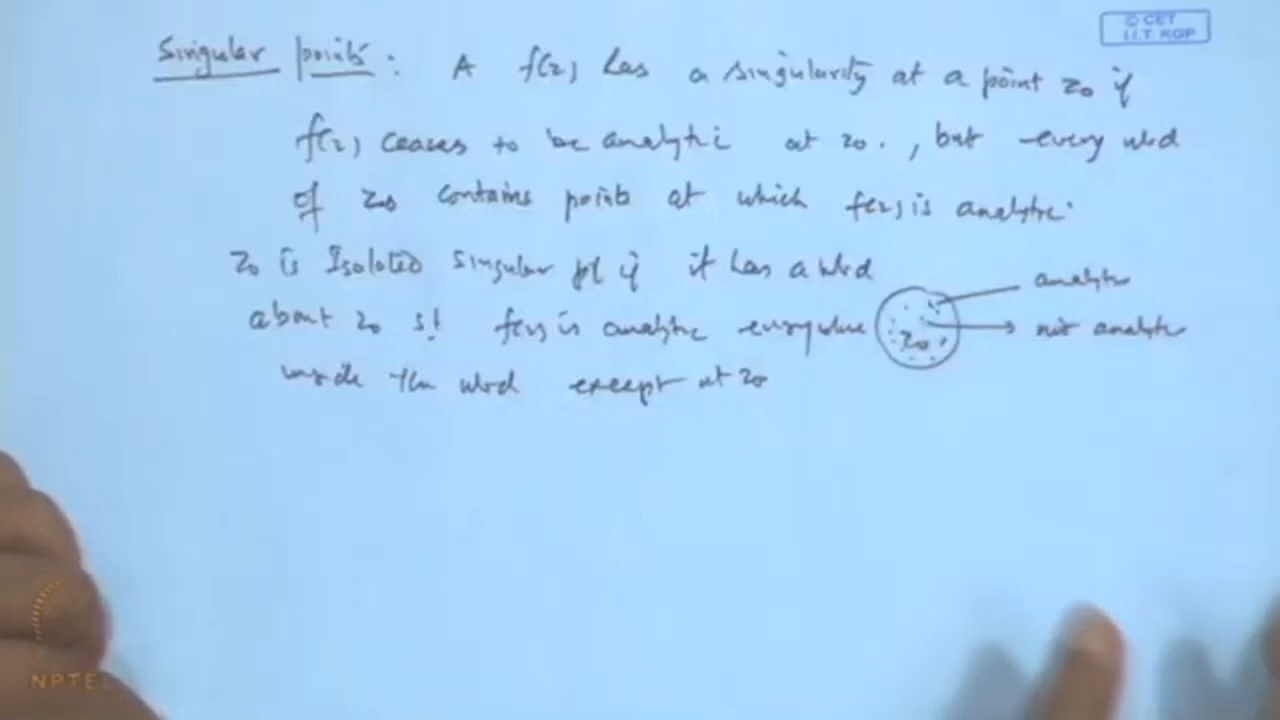 © CET
I.I.T. KGP
Singular points : A f(z) has a singularity at a point z0 if
f(z) ceases to be analytic at z0. , but every nbd
of z0 contains points at which f(z) is analytic.
z0 is Isolated singular pt if it has a nbd
about z0 s.t f(z) is analytic everywhere
inside the nbd except at z0
analytic
z0.
not analytic
NPTEL